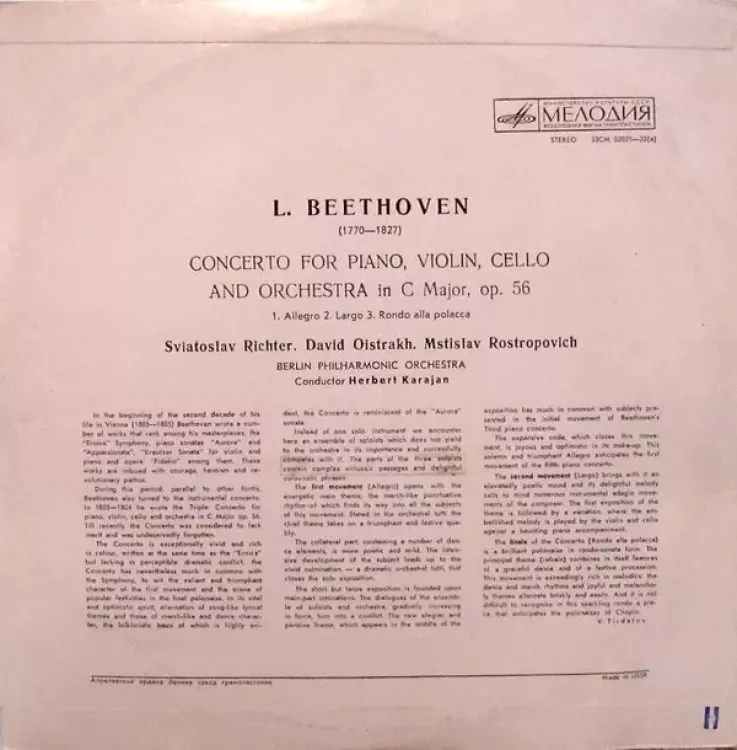 МИНИСТЕРСТВО КУЛЬТУРЫ СССР
МЕЛОДИЯ
ВСЕСОЮЗНАЯ ФИРМА ГРАМПЛАСТИНОК
STEREO 33СМ 02021—22(а)
L. BEETHOVEN
(1770—1827)
CONCERTO FOR PIANO, VIOLIN, CELLO
AND ORCHESTRA in C Major, op. 56
1. Allegro 2. Largo 3. Rondo alla polacca
Sviatoslav Richter, David Oistrakh, Mstislav Rostropovich
BERLIN PHILHARMONIC ORCHESTRA
Conductor Herbert Karajan
In the beginning of the second decade of his
life in Vienna (1803—1805) Beethoven wrote a num-
ber of works that rank among his masterpieces, the
"Eroica" Symphony, piano sonatas "Aurora" and
"Appassionata", "Kreutzer Sonata" for violin and
piano and opera "Fidelio" among them. These
works are imbued with courage, heroism and re-
volutionary pathos.
During this period, parallel to other forms,
Beethoven also turned to the instrumental concerto.
In 1803-1804 he wrote the Triple Concerto for
piano, violin, cello and orchestra in C Major op. 56.
Till recently the Concerto was considered to lack
merit and was undeservedly forgotten.
The Concerto is exceptionally vivid and rich
in colour, written at the same time as the "Eroica"
but lacking in perceptible dramatic conflict, the
Concerto has nevertheless much in common with
the Symphony, to wit the valiant and triumphant
character of the first movement and the scene of
popular festivities in the final polonaise. In its vital
and optimistic spirit, alternation of song-like lyrical
themes and those of march-like and dance charac-
ter, the folkloristic basis of which is highly evi-
dent, the Concerto is reminiscent of the "Aurora"
sonata.
Instead of one solo instrument we encounter
here an ensemble of soloists which does not yield
to the orchestra in its importance and successfully
competes with it. The parts of the three soloists
contain complex virtuosic passages and delightful
coloristic phrases.
The first movement (Allegro) opens with the
energetic main theme, the march-like punctuative
rhythm of which finds its way into all the subjects
of this movement. Stated in the orchestral tutti the
chief theme takes on a triumphant and festive qua-
lity.
The collateral part, containing a number of dan-
ce elements, is more poetic and mild. The inten-
sive development of the subject leads up to the
vivid culmination — a dramatic orchestral tutti, that
closes the solo exposition.
The short but tense exposition is founded upon
main-part intonations. The dialogues of the ensemble
of soloists and orchestra, gradually increasing
in force, turn into a conflict. The new elegiac and
pensive theme, which appears in the middle of the
exposition has much in common with subjects pre-
sented in the initial movement of Beethoven's
Third piano concerto.
The expansive code, which closes this move-
ment, is joyous and optimistic in its make-up. This
solemn and triumphant Allegro anticipates the first
movement of the fifth piano concerto.
The second movement (Largo) brings with it an
elevatedly poetic mood and its delightful melody
calls to mind numerous instrumental adagio move-
ments of the composer. The first exposition of the
theme is followed by a variation, where the em-
bellished melody is played by the violin and cello
against a haunting piano accompaniment.
The finale of the Concerto (Rondo alla polacca)
is a brilliant polonaise in rondo-sonata form. The
principal theme (refrain) combines in itself features
of a graceful dance and of a festive procession.
This movement is exceedingly rich in melodics: the
dance and march rhythms and joyful and melancho-
ly themes alternate briskly and easily. And it is not
difficult to recognize in this sparkling rondo a pie-
ce that anticipates the polonaises of Chopin.
V.
Апрелевский ордена Ленина завод грампластинок
Made in USSR